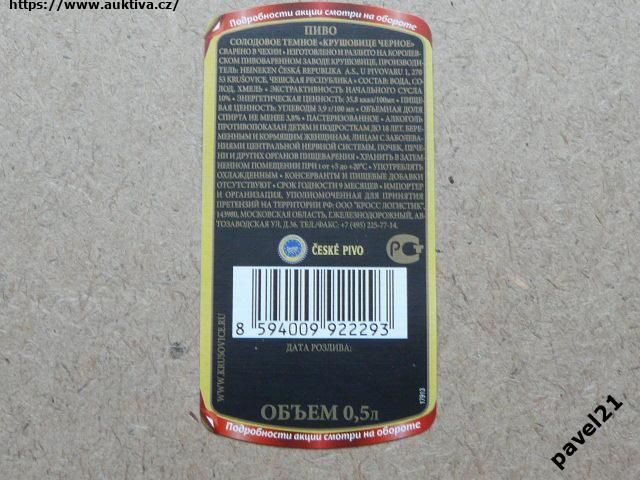 https://www.auktiva.cz/
Подробности акции смотри на обороте
ПИВО
СОЛОДОВОЕ ТЕМНОЕ «КРУШОВИЦЕ ЧЕРНОЕ»
СВАРЕНО В ЧЕХИИ • ИЗГОТОВЛЕНО И РАЗЛИТО НА КОРОЛЕВ-
СКОМ ПИВОВАРЕННОМ ЗАВОДЕ КРУШОВИЦЕ, ПРОИЗВОДИ-
ТЕЛЬ: HEINEKEN ČESKÁ REPUBLIKA A.S., U PIVOVARU 1, 270
53 KRUŠOVICE, ЧЕШСКАЯ РЕСПУБЛИКА • СОСТАВ: ВОДА, СО-
ЛОД, ХМЕЛЬ • ЭКСТРАКТИВНОСТЬ НАЧАЛЬНОГО СУСЛА
10% • ЭНЕРГЕТИЧЕСКАЯ ЦЕННОСТЬ: 35,8 ккал/100мл • ПИЩЕ-
ВАЯ ЦЕННОСТЬ: УГЛЕВОДЫ 3,9 г/100 мл • ОБЪЕМНАЯ ДОЛЯ
СПИРТА НЕ МЕНЕЕ 3,8% • ПАСТЕРИЗОВАННОЕ • АЛКОГОЛЬ
ПРОТИВОПОКАЗАН ДЕТЯМ И ПОДРОСТКАМ ДО 18 ЛЕТ, БЕРЕ-
МЕННЫМ И КОРМЯЩИМ ЖЕНЩИНАМ, ЛИЦАМ С ЗАБОЛЕВА-
НИЯМИ ЦЕНТРАЛЬНОЙ НЕРВНОЙ СИСТЕМЫ, ПОЧЕК, ПЕЧЕ-
НИ И ДРУГИХ ОРГАНОВ ПИЩЕВАРЕНИЯ • ХРАНИТЬ В ЗАТЕМ-
НЕННОМ ПОМЕЩЕНИИ ПРИ t от +5 до +20°С • УПОТРЕБЛЯТЬ
ОХЛАЖДЕННЫМ • КОНСЕРВАНТЫ И ПИЩЕВЫЕ ДОБАВКИ
ОТСУТСТВУЮТ • СРОК ГОДНОСТИ 9 МЕСЯЦЕВ • ИМПОРТЕР
И ОРГАНИЗАЦИЯ, УПОЛНОМОЧЕННАЯ ДЛЯ ПРИНЯТИЯ
ПРЕТЕНЗИЙ НА ТЕРРИТОРИИ РФ: ООО "КРОСС ЛОГИСТИК",
143980, МОСКОВСКАЯ ОБЛАСТЬ, Г.ЖЕЛЕЗНОДОРОЖНЫЙ, АВ-
ТОЗАВОДСКАЯ УЛ, Д.36. ТЕЛ./ФАКС: +7 (495) 225-77-14.
ČESKÉ PIVO
РСТ
8 594009 922293
ДАТА РОЗЛИВА:
WWW.KRUSOVICE.RU
17913
ОБЪЕМ 0,5л
Подробности акции смотри на обороте
pavel21